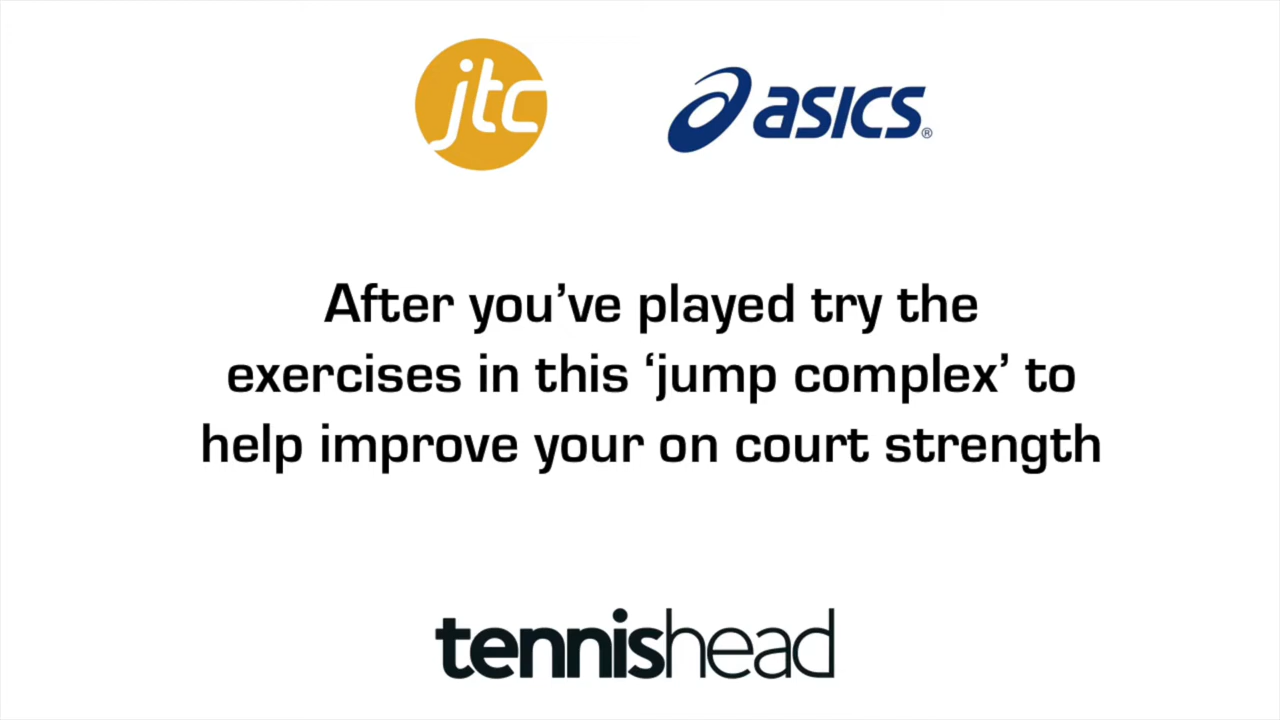 jtc
asics®
After you’ve played try the
exercises in this ‘jump complex’ to
help improve your on court strength
tennishead